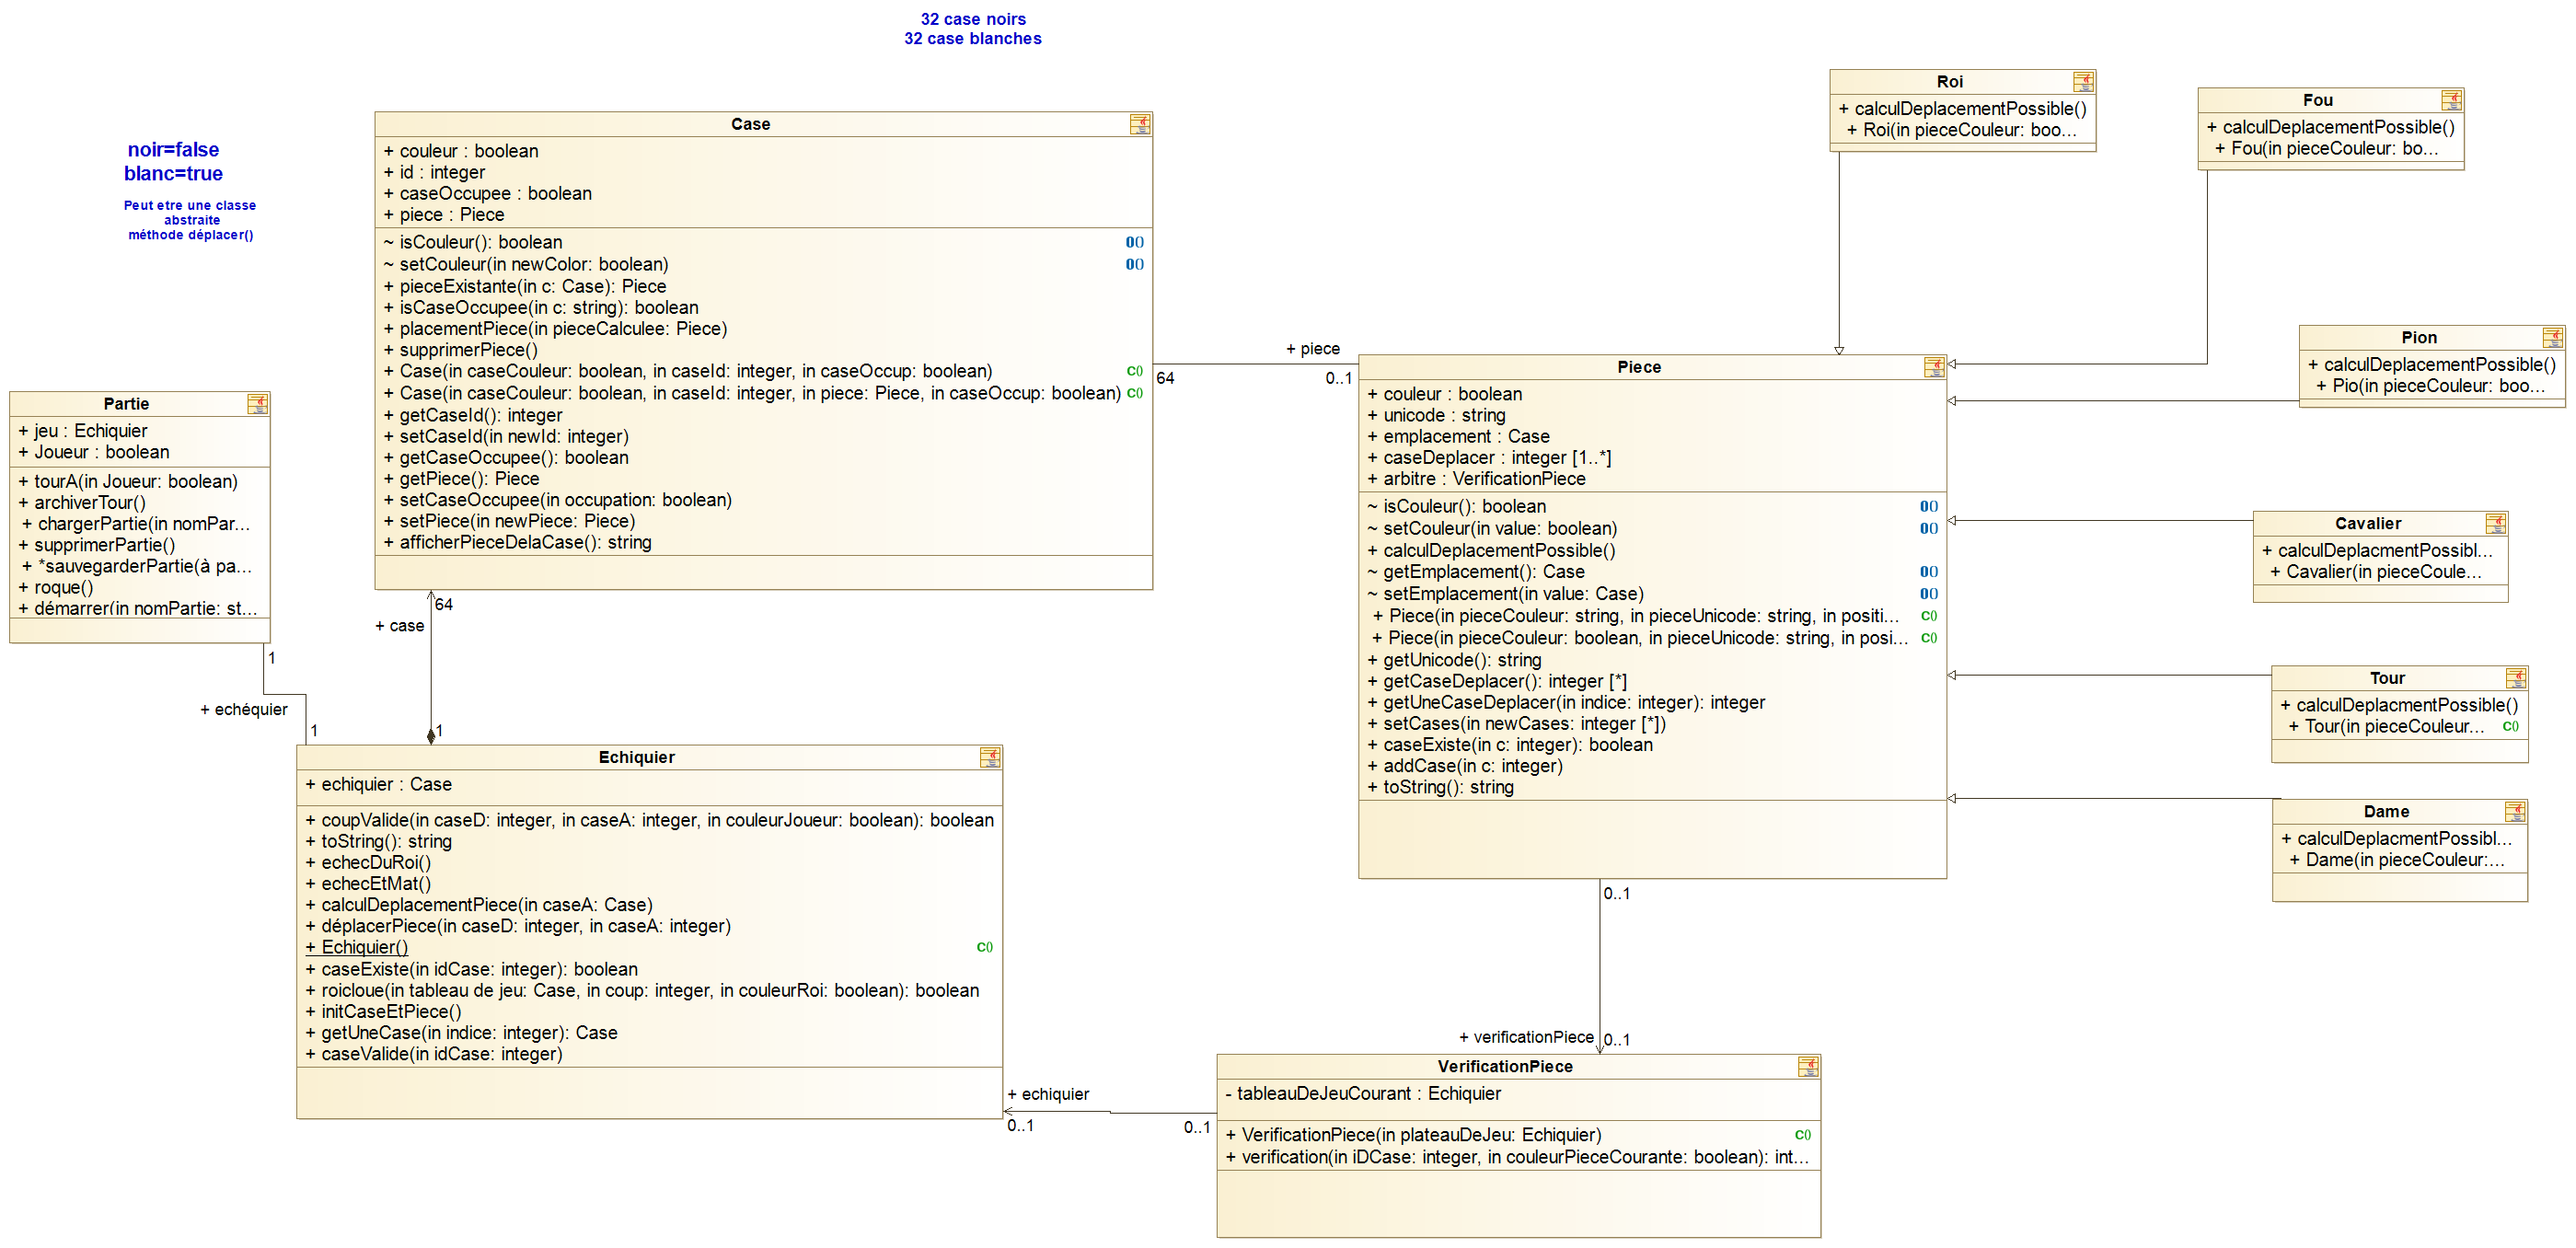 32 case noirs
32 case blanches
noir=false
blanc=true
Peut etre une classe
abstraite
méthode déplacer()
Case
+ couleur : boolean
+ id : integer
+ caseOccupee : boolean
+ piece : Piece
~ isCouleur(): boolean
~ setCouleur(in newColor: boolean)
+ pieceExistante(in c: Case): Piece
+ isCaseOccupee(in c: string): boolean
+ placementPiece(in pieceCalculee: Piece)
+ supprimerPiece()
+ Case(in caseCouleur: boolean, in caseId: integer, in caseOccup: boolean)
+ Case(in caseCouleur: boolean, in caseId: integer, in piece: Piece, in caseOccup: boolean)
+ getCaseId(): integer
+ setCaseId(in newId: integer)
+ getCaseOccupee(): boolean
+ getPiece(): Piece
+ setCaseOccupee(in occupation: boolean)
+ setPiece(in newPiece: Piece)
+ afficherPieceDelaCase(): string
Partie
+ jeu : Echiquier
+ Joueur : boolean
+ tourA(in Joueur: boolean)
+ archiverTour()
+ chargerPartie(in nomPar...
+ supprimerPartie()
+ *sauvegarderPartie(à pa...
+ roque()
+ démarrer(in nomPartie: st...
1
+ echéquier
1
64
+ case
1
Echiquier
+ echiquier : Case
+ coupValide(in caseD: integer, in caseA: integer, in couleurJoueur: boolean): boolean
+ toString(): string
+ echecDuRoi()
+ echecEtMat()
+ calculDeplacementPiece(in caseA: Case)
+ déplacerPiece(in caseD: integer, in caseA: integer)
+ Echiquier()
+ caseExiste(in idCase: integer): boolean
+ roicloue(in tableau de jeu: Case, in coup: integer, in couleurRoi: boolean): boolean
+ initCaseEtPiece()
+ getUneCase(in indice: integer): Case
+ caseValide(in idCase: integer)
+ piece
64
0..1
Piece
+ couleur : boolean
+ unicode : string
+ emplacement : Case
+ caseDeplacer : integer [1..*]
+ arbitre : VerificationPiece
~ isCouleur(): boolean
~ setCouleur(in value: boolean)
+ calculDeplacementPossible()
~ getEmplacement(): Case
~ setEmplacement(in value: Case)
+ Piece(in pieceCouleur: string, in pieceUnicode: string, in positi...
+ Piece(in pieceCouleur: boolean, in pieceUnicode: string, in posi...
+ getUnicode(): string
+ getCaseDeplacer(): integer [*]
+ getUneCaseDeplacer(in indice: integer): integer
+ setCases(in newCases: integer [*])
+ caseExiste(in c: integer): boolean
+ addCase(in c: integer)
+ toString(): string
0..1
+ verificationPiece
0..1
VerificationPiece
- tableauDeJeuCourant : Echiquier
+ VerificationPiece(in plateauDeJeu: Echiquier)
+ verification(in iDCase: integer, in couleurPieceCourante: boolean): int...
+ echiquier
0..1
0..1
Roi
+ calculDeplacementPossible()
+ Roi(in pieceCouleur: boo...
Fou
+ calculDeplacementPossible()
+ Fou(in pieceCouleur: bo...
Pion
+ calculDeplacementPossible()
+ Pio(in pieceCouleur: boo...
Cavalier
+ calculDeplacmentPossibl...
+ Cavalier(in pieceCoule...
Tour
+ calculDeplacmentPossible()
+ Tour(in pieceCouleur...
Dame
+ calculDeplacmentPossibl...
+ Dame(in pieceCouleur:...